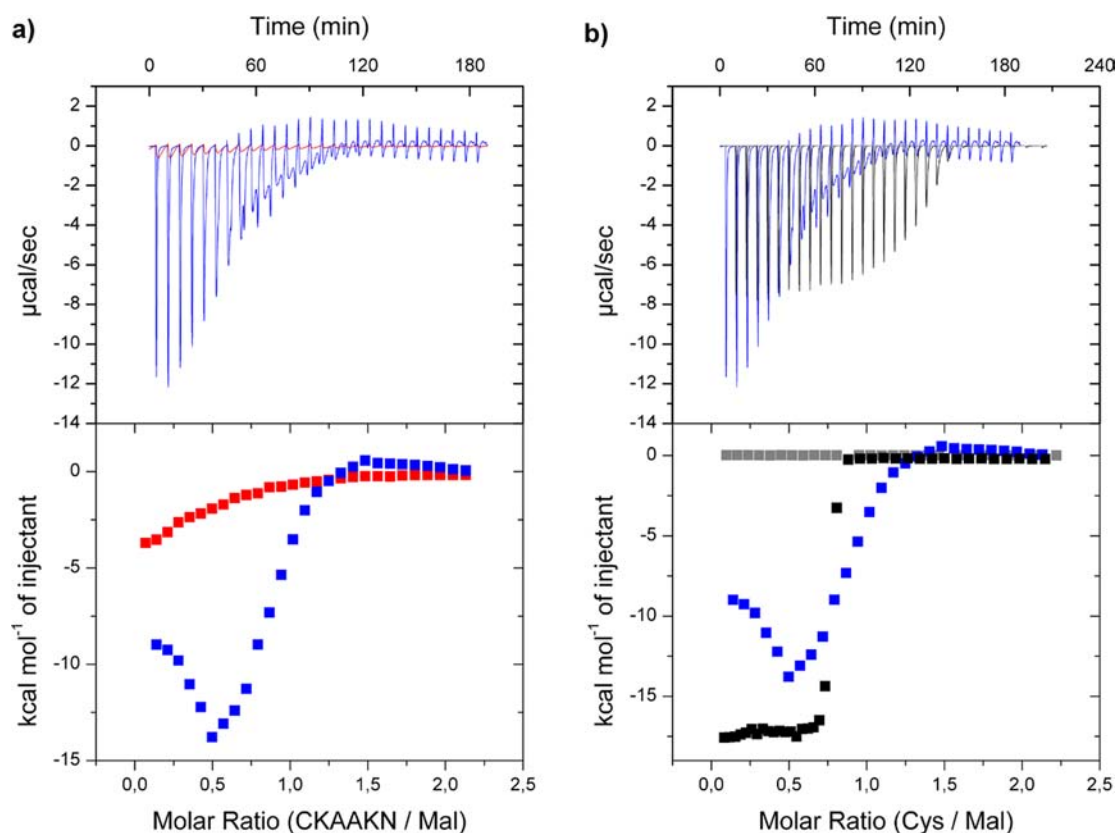 a)
Time (min)
0 60 120 180
2
0
-2
-4
-6
-8
-10
-12
-14
µcal/sec
0
-5
-10
-15
kcal mol⁻¹ of injectant
0,0 0,5 1,0 1,5 2,0 2,5
Molar Ratio (CKAAKN / Mal)
b)
Time (min)
0 60 120 180 240
2
0
-2
-4
-6
-8
-10
-12
-14
µcal/sec
0
-5
-10
-15
kcal mol⁻¹ of injectant
0,0 0,5 1,0 1,5 2,0 2,5
Molar Ratio (Cys / Mal)